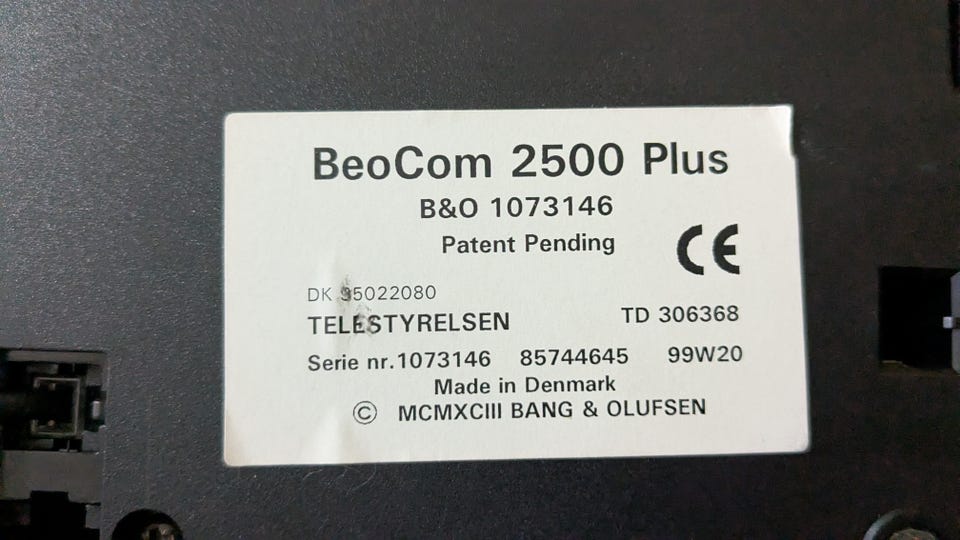 BeoCom 2500 Plus
B&O 1073146
Patent Pending
CE
DK 95022080
TELESTYRELSEN TD 306368
Serie nr.1073146 85744645 99W20
Made in Denmark
© MCMXCIII BANG & OLUFSEN